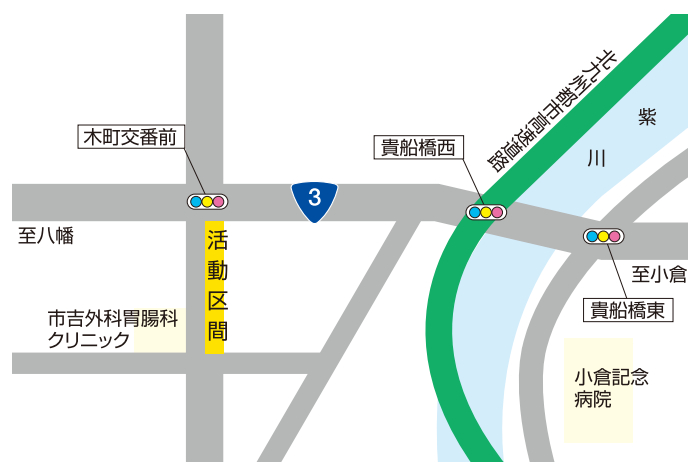 北九州都市高速道路
紫
川
木町交番前
貴船橋西
3
至八幡
活動区間
至小倉
貴船橋東
市吉外科胃腸科
クリニック
小倉記念
病院